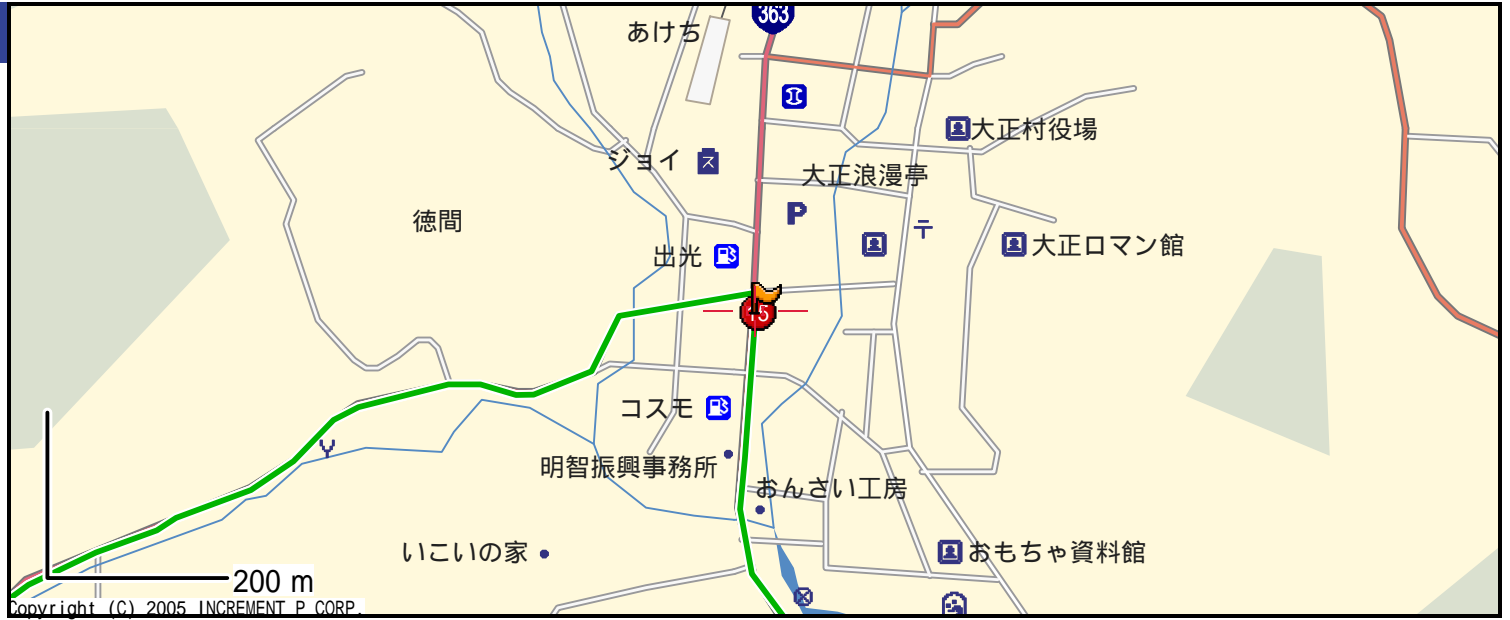 363
あけち
大正村役場
ジョイ
ス
大正浪漫亭
徳間
P
〒
大正ロマン館
出光
15
コスモ
明智振興事務所
おんさい工房
いこいの家
おもちゃ資料館
200 m
Copyright (C) 2005 INCREMENT P CORP.